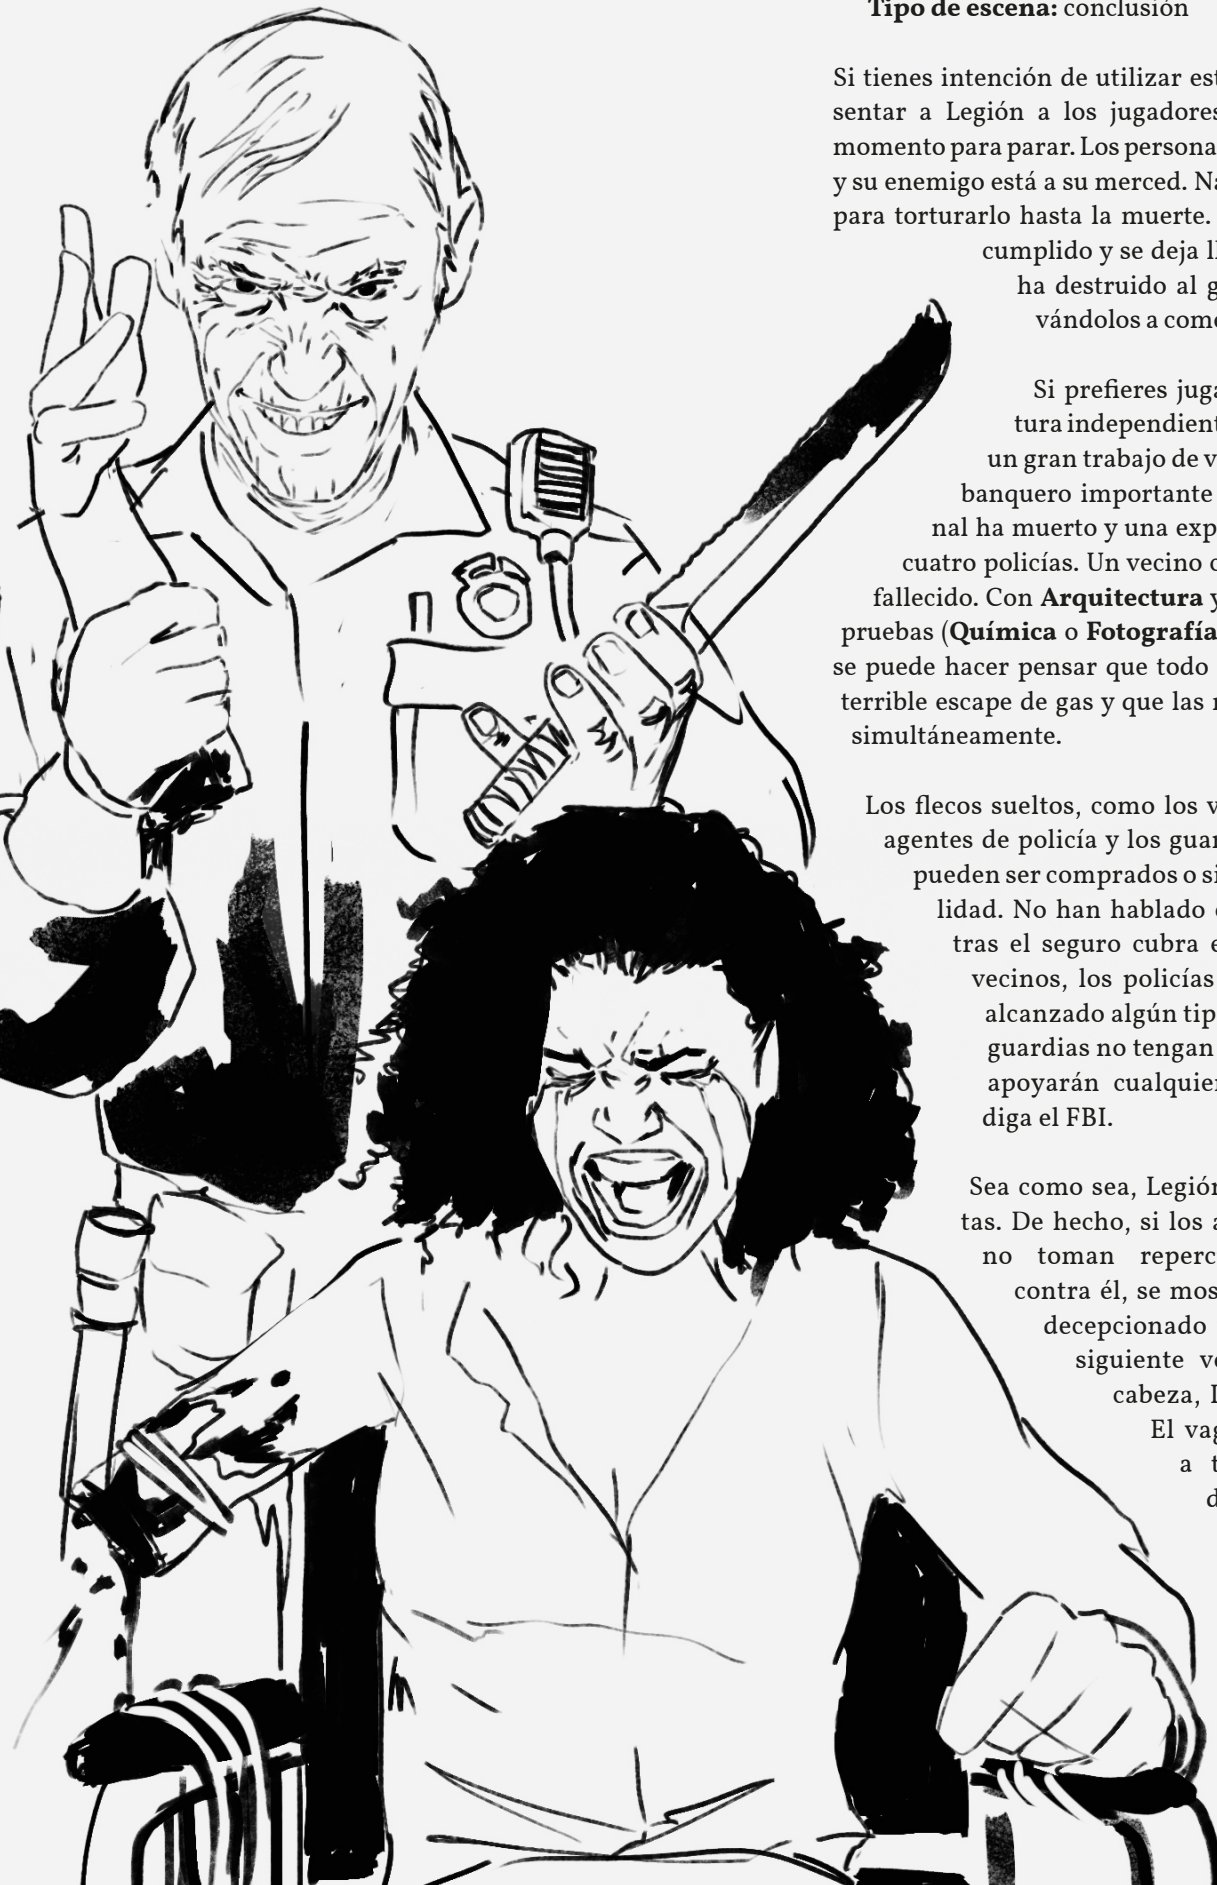 Tipo de escena: conclusión
Si tienes intención de utilizar est
sentar a Legión a los jugadores
momento para parar. Los persona
y su enemigo está a su merced. Na
para torturarlo hasta la muerte.
cumplido y se deja ll
ha destruido al g
vándolos a come
Si prefieres juga
tura independient
un gran trabajo de v
banquero importante
nal ha muerto y una exp
cuatro policías. Un vecino o
fallecido. Con Arquitectura y
pruebas (Química o Fotografía
se puede hacer pensar que todo
terrible escape de gas y que las
simultáneamente.
Los flecos sueltos, como los v
agentes de policía y los guar
pueden ser comprados o si
lidad. No han hablado
tras el seguro cubra e
vecinos, los policías
alcanzado algún tip
guardias no tengan
apoyarán cualquier
diga el FBI.
Sea como sea, Legión
tas. De hecho, si los a
no toman reperc
contra él, se mos
decepcionado
siguiente ve
cabeza,
El vag
a t
d